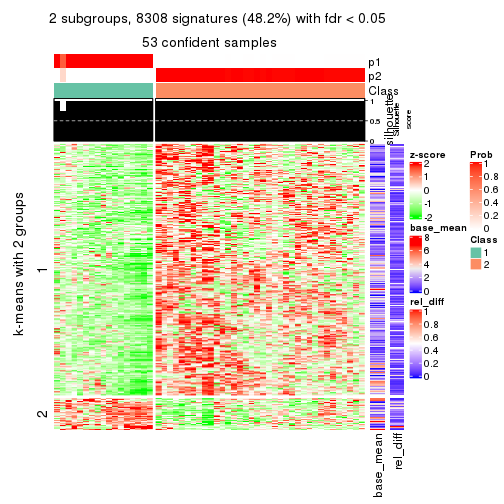 2 subgroups, 8308 signatures (48.2%) with fdr < 0.05
53 confident samples
p1
p2
Class
silhouette
Silhouette
score
1
0.5
0
k-means with 2 groups
1
2
base_mean
rel_diff
z-score
2
1
0
-1
-2
base_mean
8
6
4
2
0
rel_diff
1
0.8
0.6
0.4
0.2
0
Prob
1
0.8
0.6
0.4
0.2
0
Class
1
2